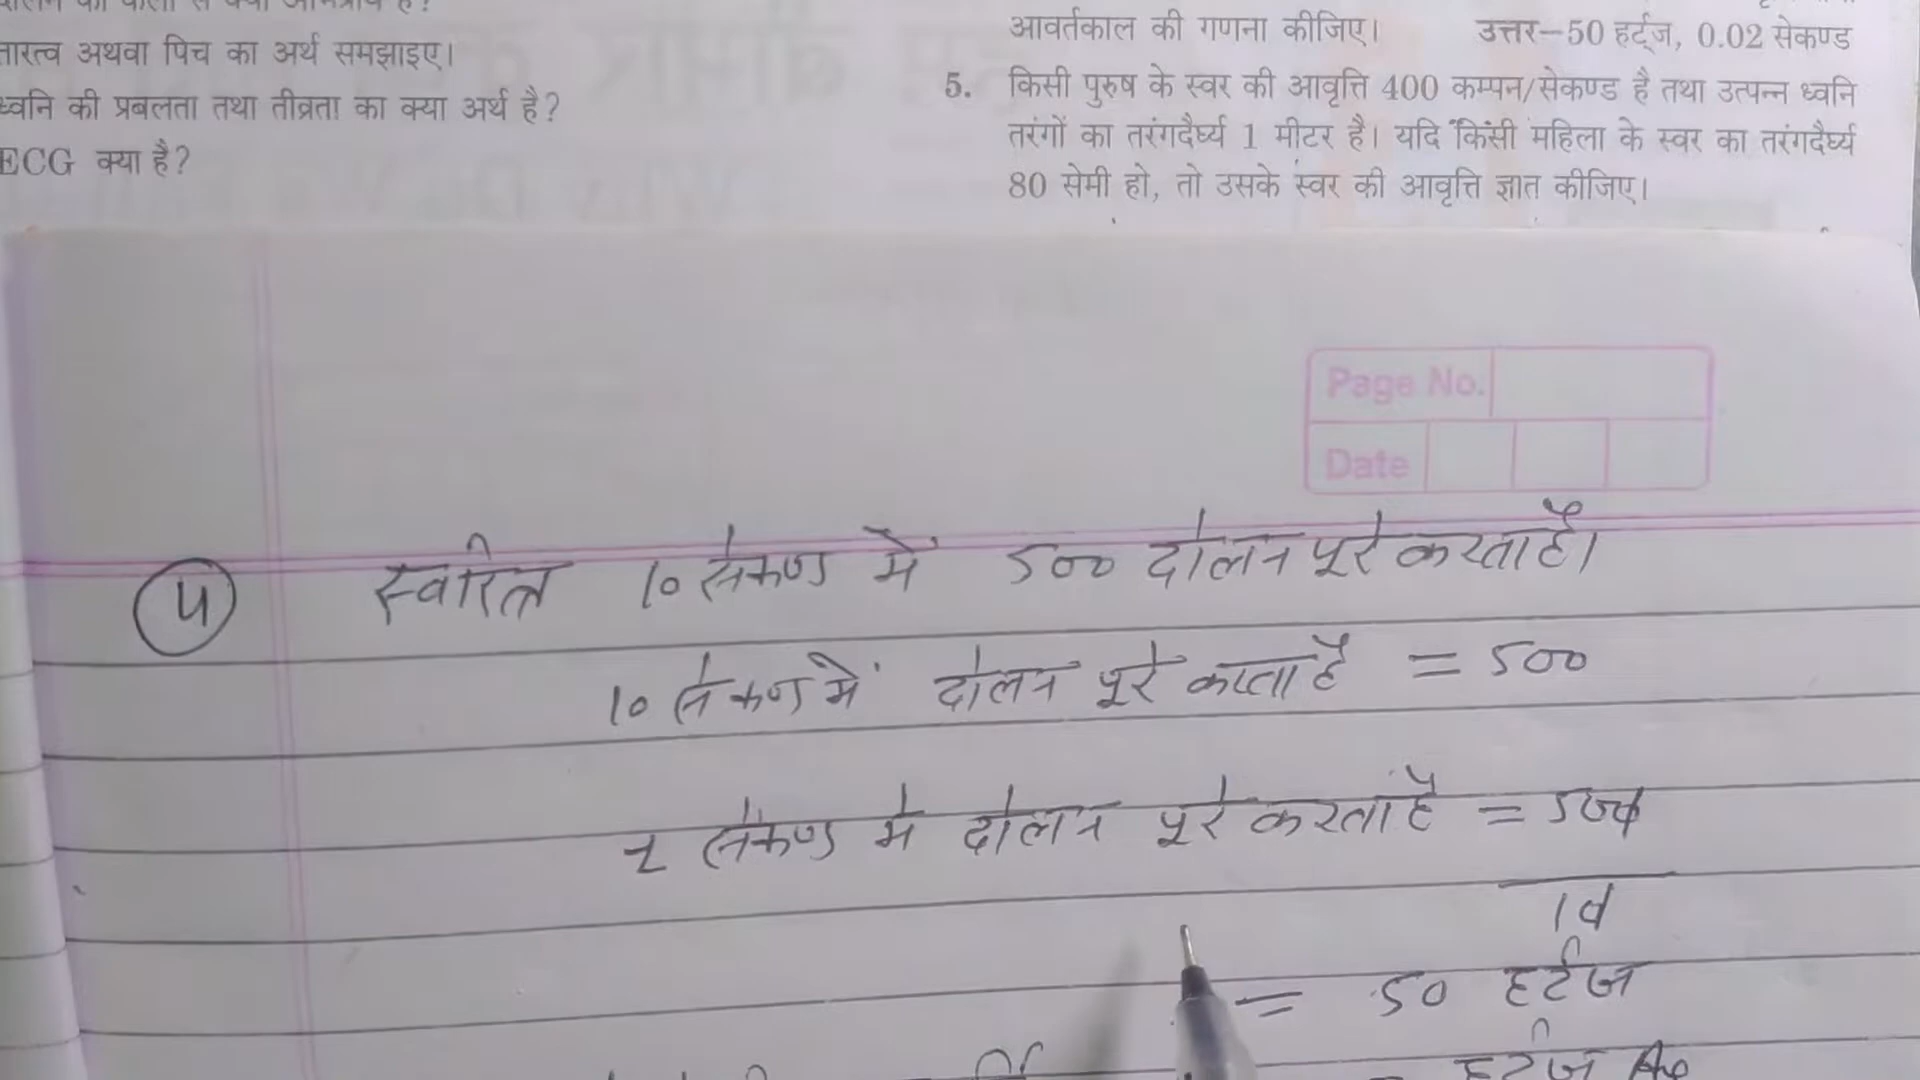 तारत्व अथवा पिच का अर्थ समझाइए।
ध्वनि की प्रबलता तथा तीव्रता का क्या अर्थ है?
ECG क्या है?
आवर्तकाल की गणना कीजिए। उत्तर–50 हर्ट्ज, 0.02 सेकण्ड
5. किसी पुरुष के स्वर की आवृत्ति 400 कम्पन/सेकण्ड है तथा उत्पन्न ध्वनि
तरंगों का तरंगदैर्घ्य 1 मीटर है। यदि किसी महिला के स्वर का तरंगदैर्घ्य
80 सेमी हो, तो उसके स्वर की आवृत्ति ज्ञात कीजिए।
Page No.
Date
4 स्वरित्र 10 सेकण्ड में 500 दोलन पूरे करता है।
10 सेकण्ड में दोलन पूरे करता है = 500
1 सेकण्ड मे दोलन पूरे करता है = 500
10
= 50 हर्टज
हर्टज